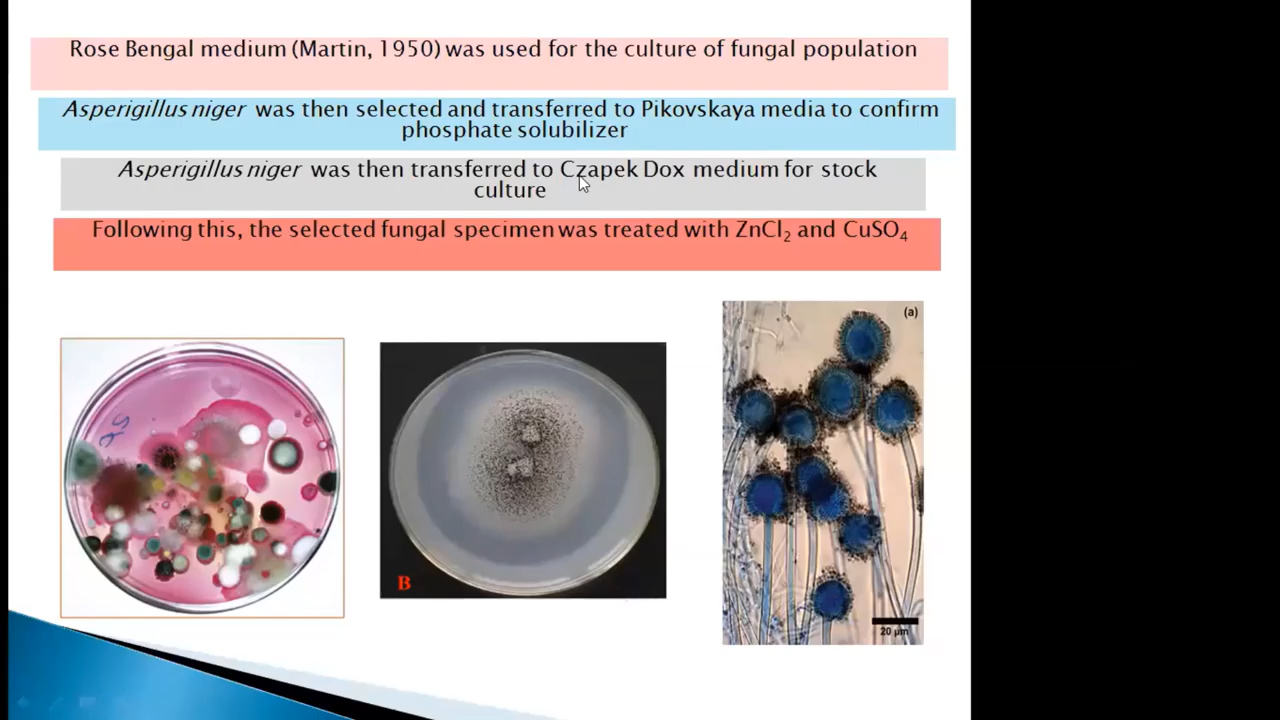 Rose Bengal medium (Martin, 1950) was used for the culture of fungal population
Asperigillus niger was then selected and transferred to Pikovskaya media to confirm
phosphate solubilizer
Asperigillus niger was then transferred to Czapek Dox medium for stock
culture
Following this, the selected fungal specimen was treated with ZnCl₂ and CuSO₄
(a)
B
20 µm